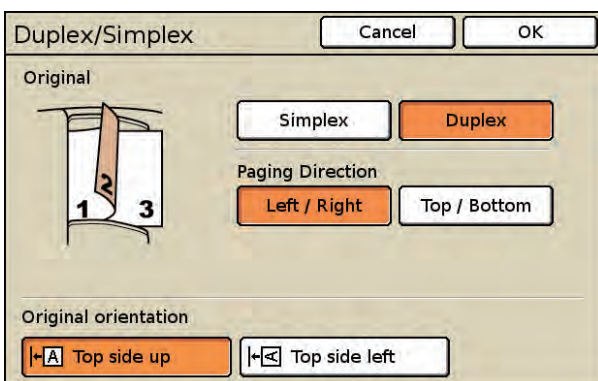 Duplex/Simplex Cancel OK
Original
Simplex Duplex
Paging Direction
Left / Right Top / Bottom
1 2 3
Original orientation
A Top side up A Top side left